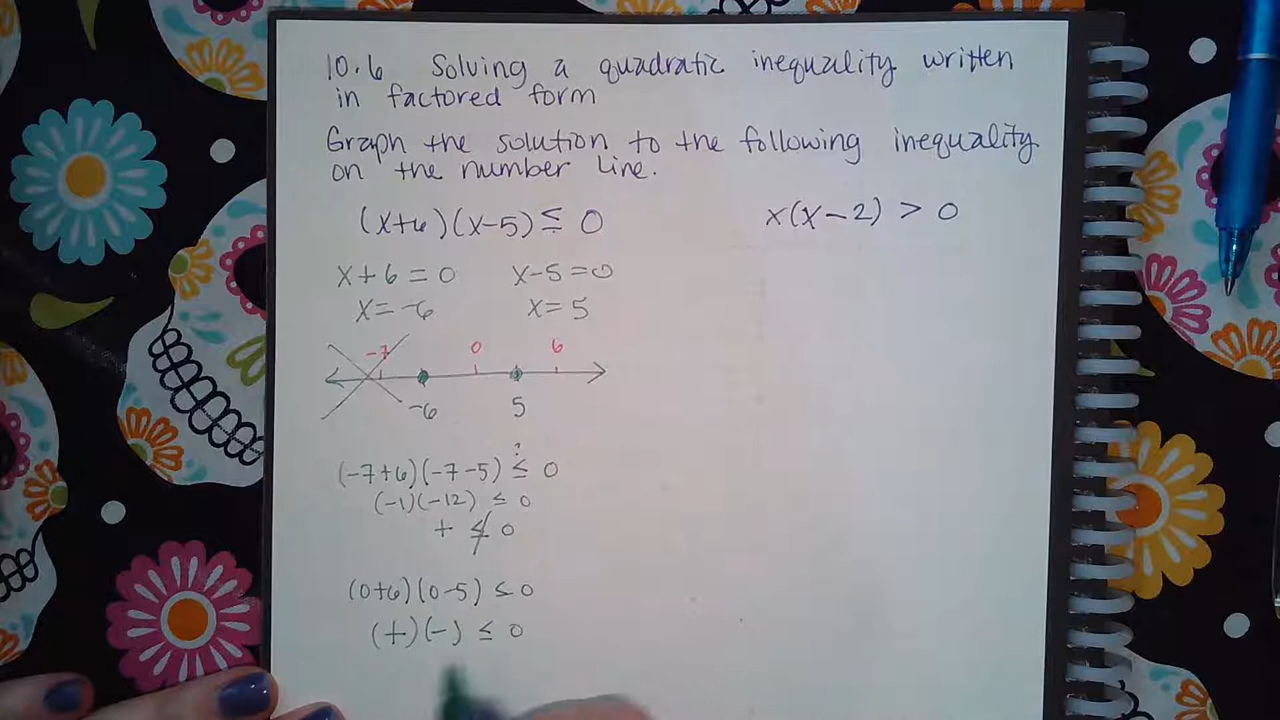 10.6 Solving a quadratic inequality written
in factored form
Graph the solution to the following inequality
on the number line.
(x+6)(x-5) ≤ 0
x+6=0 x-5=0
x=-6 x=5
-7 0 6
-6 5
(-7+6)(-7-5) ≤ 0
?
(-1)(-12) ≤ 0
+ ≰ 0
(0+6)(0-5) ≤ 0
(+)(-) ≤ 0
x(x-2) > 0